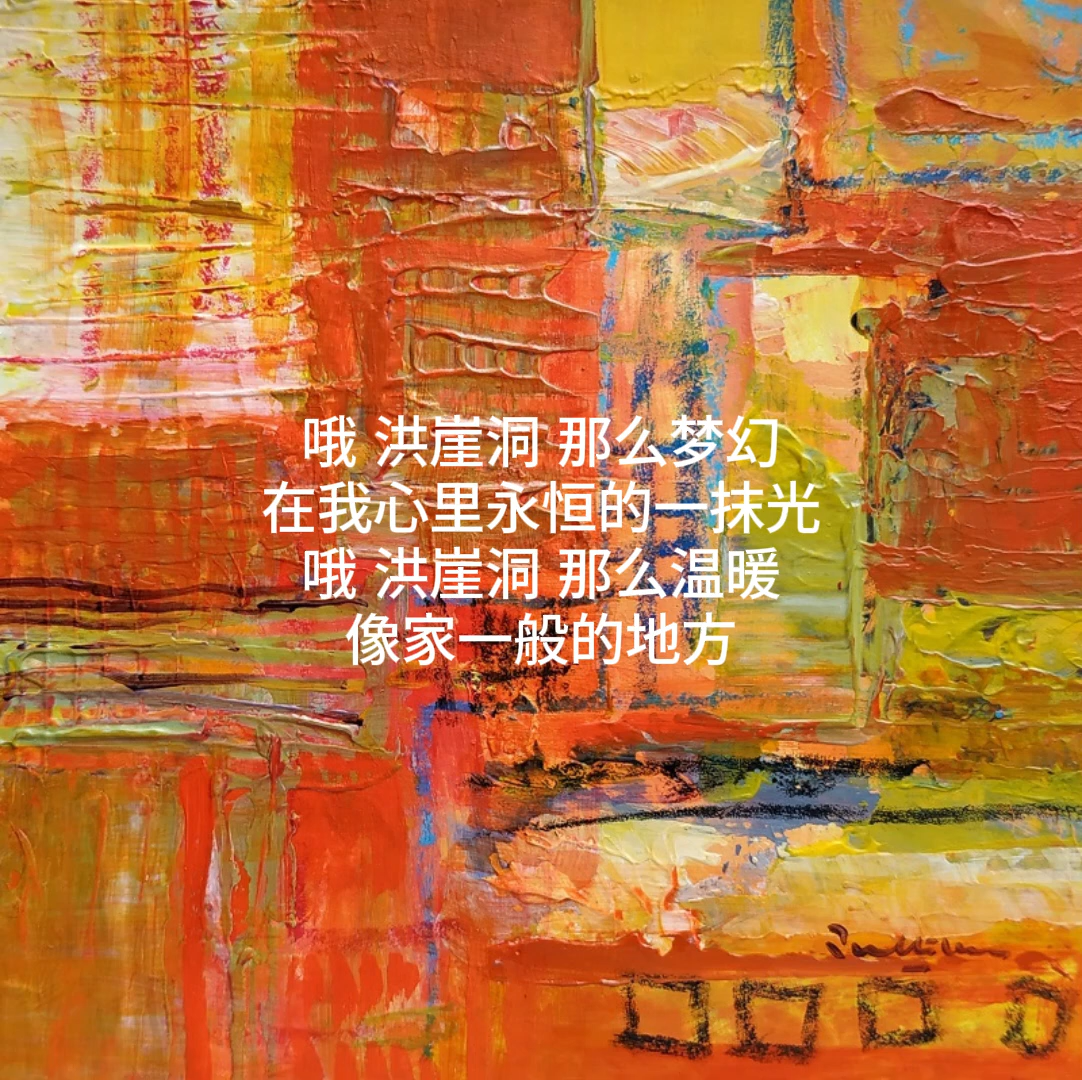 哦 洪崖洞 那么梦幻
在我心里永恒的一抹光
哦 洪崖洞 那么温暖
像家一般的地方